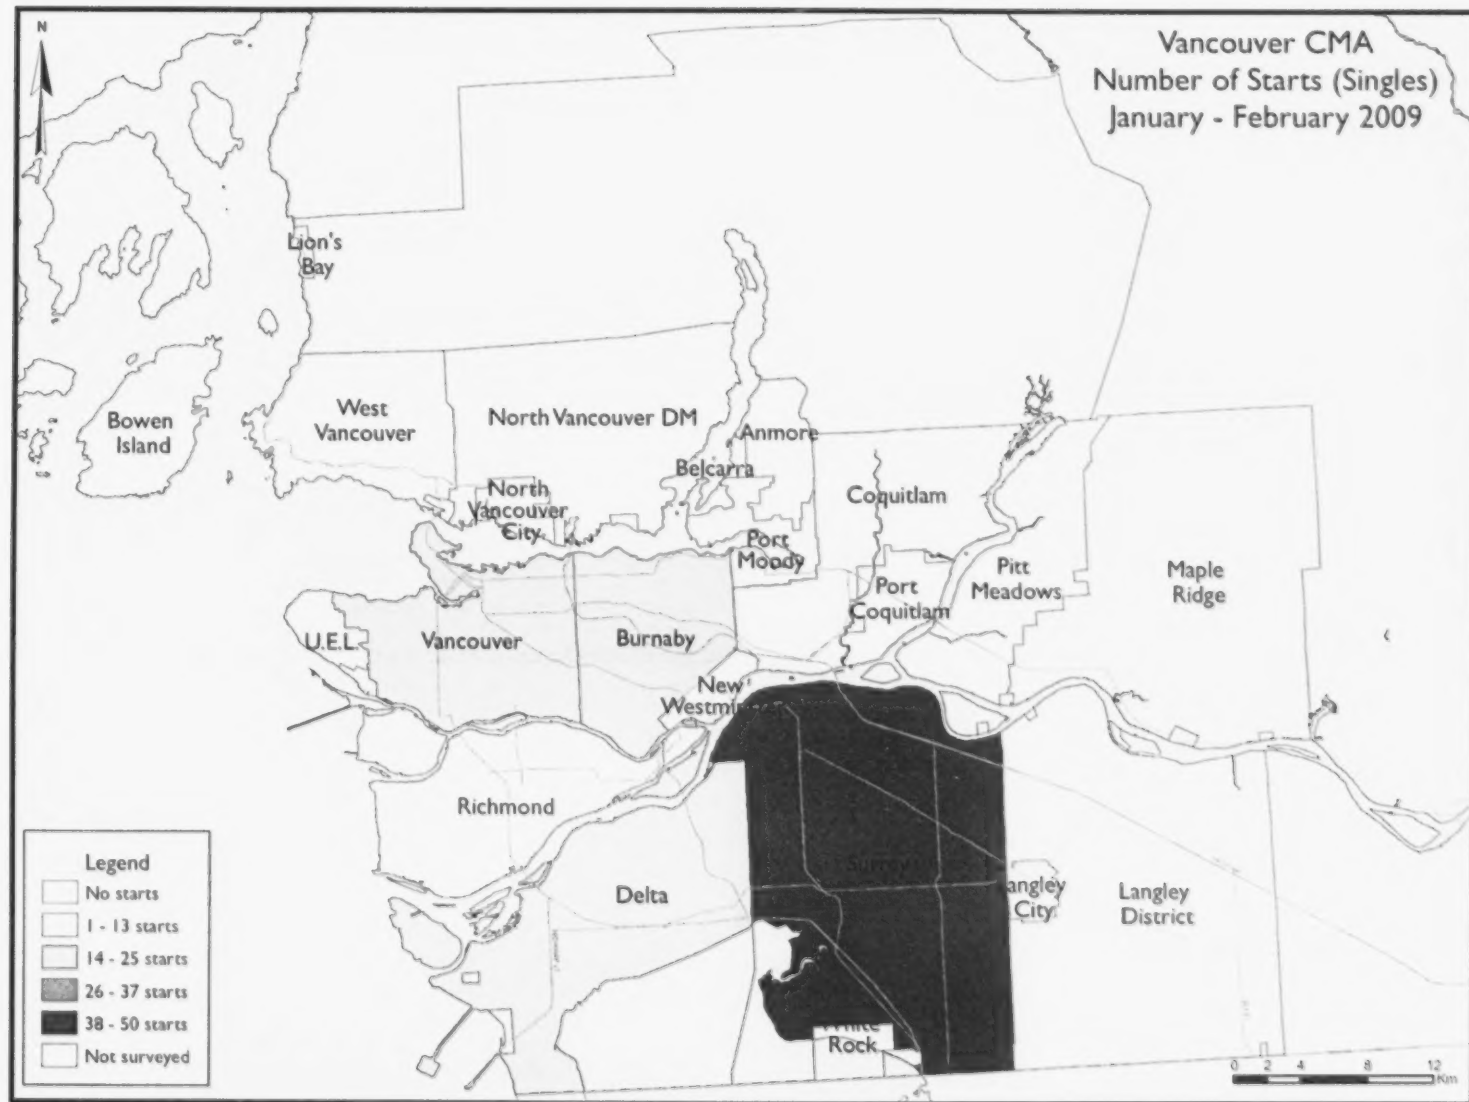 N
Vancouver CMA
Number of Starts (Singles)
January - February 2009
Lion's
Bay
Bowen
Island
West
Vancouver
North Vancouver DM
Anmore
Belcarra
North
Vancouver
City
Coquitlam
Port
Moody
Pitt
Meadows
Maple
Ridge
Port
Coquitlam
U.E.L.
Vancouver
Burnaby
New
Westminster
Richmond
Surrey
Delta
Langley
City
Langley
District
White
Rock
Legend
No starts
1 - 13 starts
14 - 25 starts
26 - 37 starts
38 - 50 starts
Not surveyed
0 2 4 8 12
Km